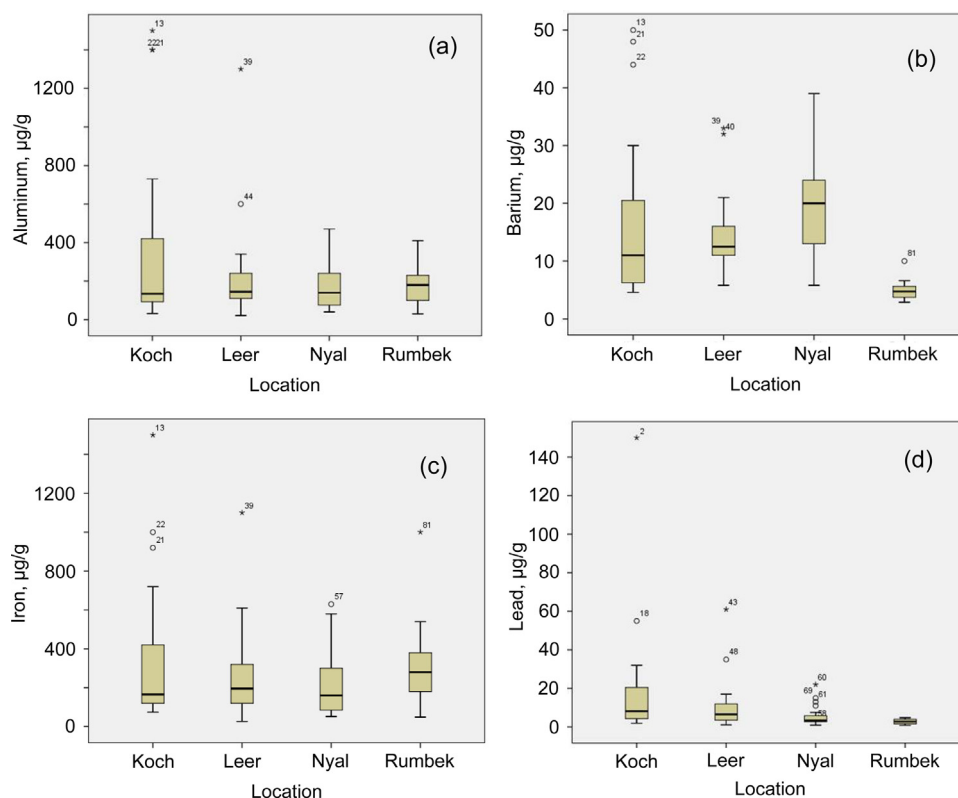 (a)
Aluminum, µg/g
1200
800
400
0
13
2221
39
44
Koch Leer Nyal Rumbek
Location
(b)
Barium, µg/g
50
40
30
20
10
0
13
21
22
39 40
81
Koch Leer Nyal Rumbek
Location
(c)
Iron, µg/g
1200
800
400
0
13
22
21
39
57
81
Koch Leer Nyal Rumbek
Location
(d)
Lead, µg/g
140
120
100
80
60
40
20
0
2
18
43
48
60
69 61
58
Koch Leer Nyal Rumbek
Location